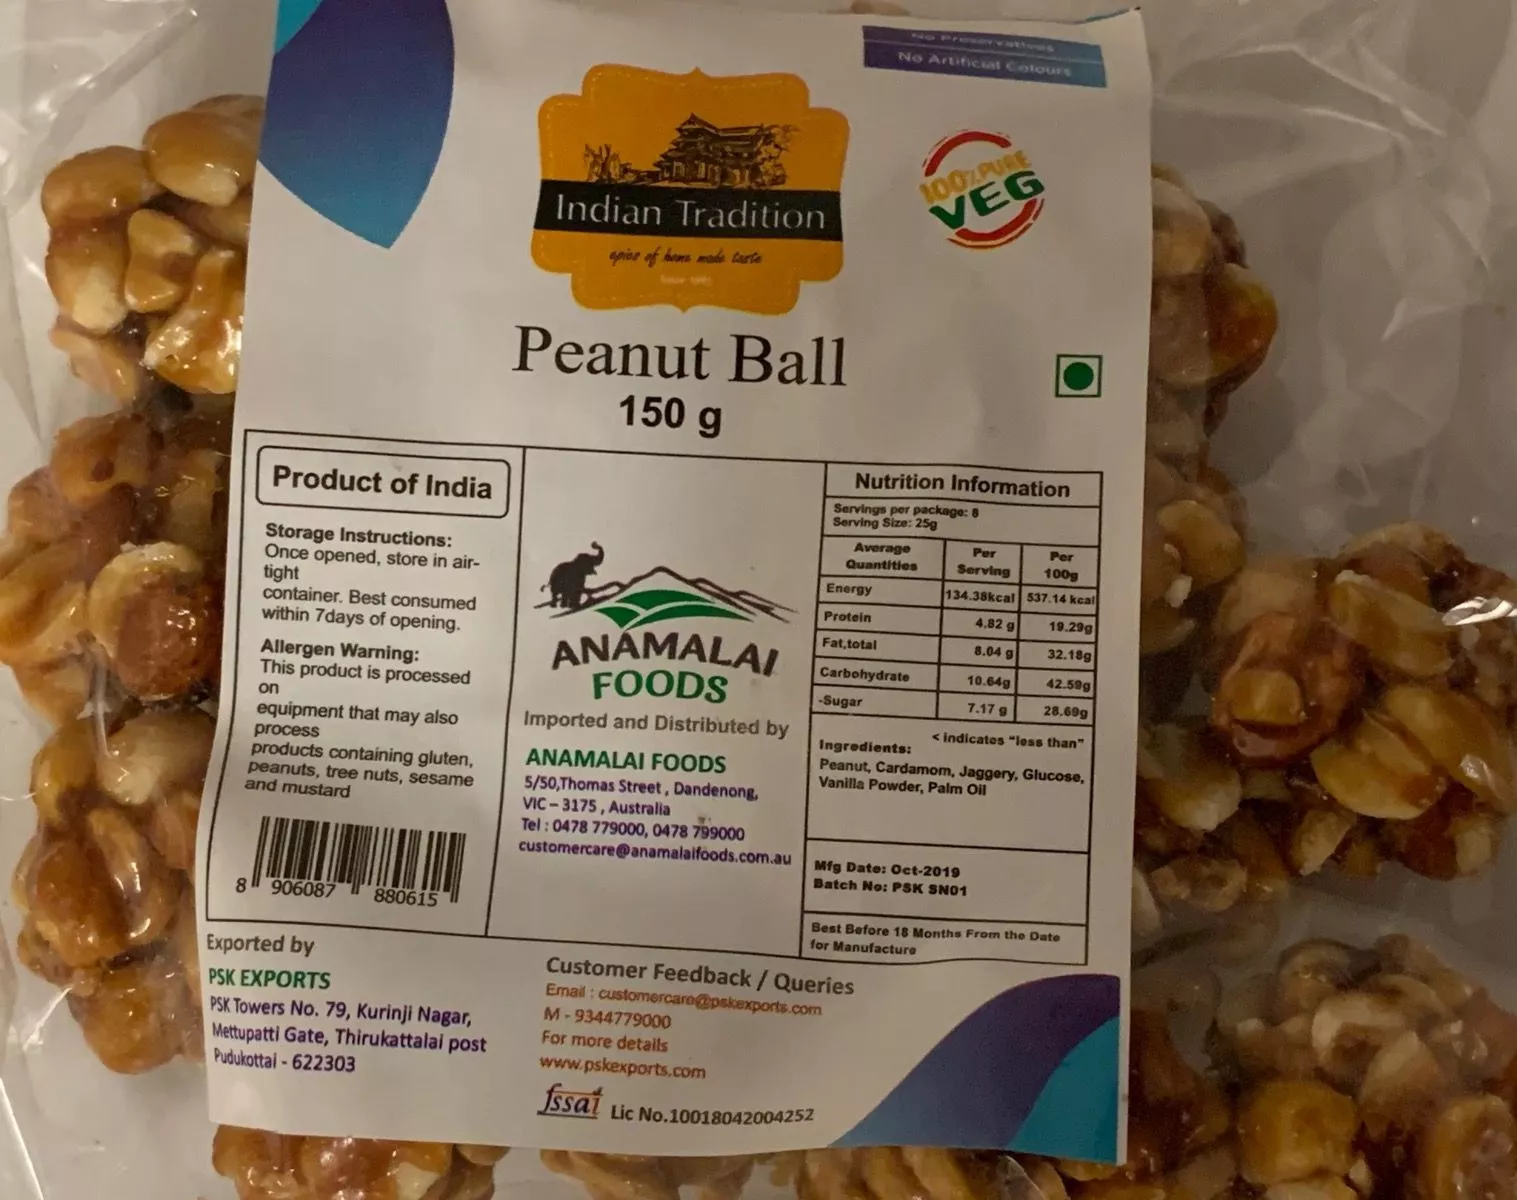 No Preservatives
No Artificial Colours
100% PURE
VEG
Indian Tradition
epice of home made taste
Peanut Ball
150 g
Product of India
Storage Instructions:
Once opened, store in air-
tight
container. Best consumed
within 7days of opening.
Allergen Warning:
This product is processed
on
equipment that may also
process
products containing gluten,
peanuts, tree nuts, sesame
and mustard
8 906087 880615
ANAMALAI
FOODS
Imported and Distributed by
ANAMALAI FOODS
5/50,Thomas Street , Dandenong,
VIC – 3175 , Australia
Tel : 0478 779000, 0478 799000
customercare@anamalaifoods.com.au
Nutrition Information
Servings per package: 8
Serving Size: 25g
Average Quantities Per Serving Per 100g
Energy 134.38kcal 537.14 kcal
Protein 4.82 g 19.29g
Fat,total 8.04 g 32.18g
Carbohydrate 10.64g 42.59g
-Sugar 7.17 g 28.69g
< indicates "less than"
Ingredients:
Peanut, Cardamom, Jaggery, Glucose,
Vanilla Powder, Palm Oil
Mfg Date: Oct-2019
Batch No: PSK SN01
Best Before 18 Months From the Date
for Manufacture
Exported by
PSK EXPORTS
PSK Towers No. 79, Kurinji Nagar,
Mettupatti Gate, Thirukattalai post
Pudukottai - 622303
Customer Feedback / Queries
Email : customercare@pskexports.com
M - 9344779000
For more details
www.pskexports.com
fssai Lic No.10018042004252